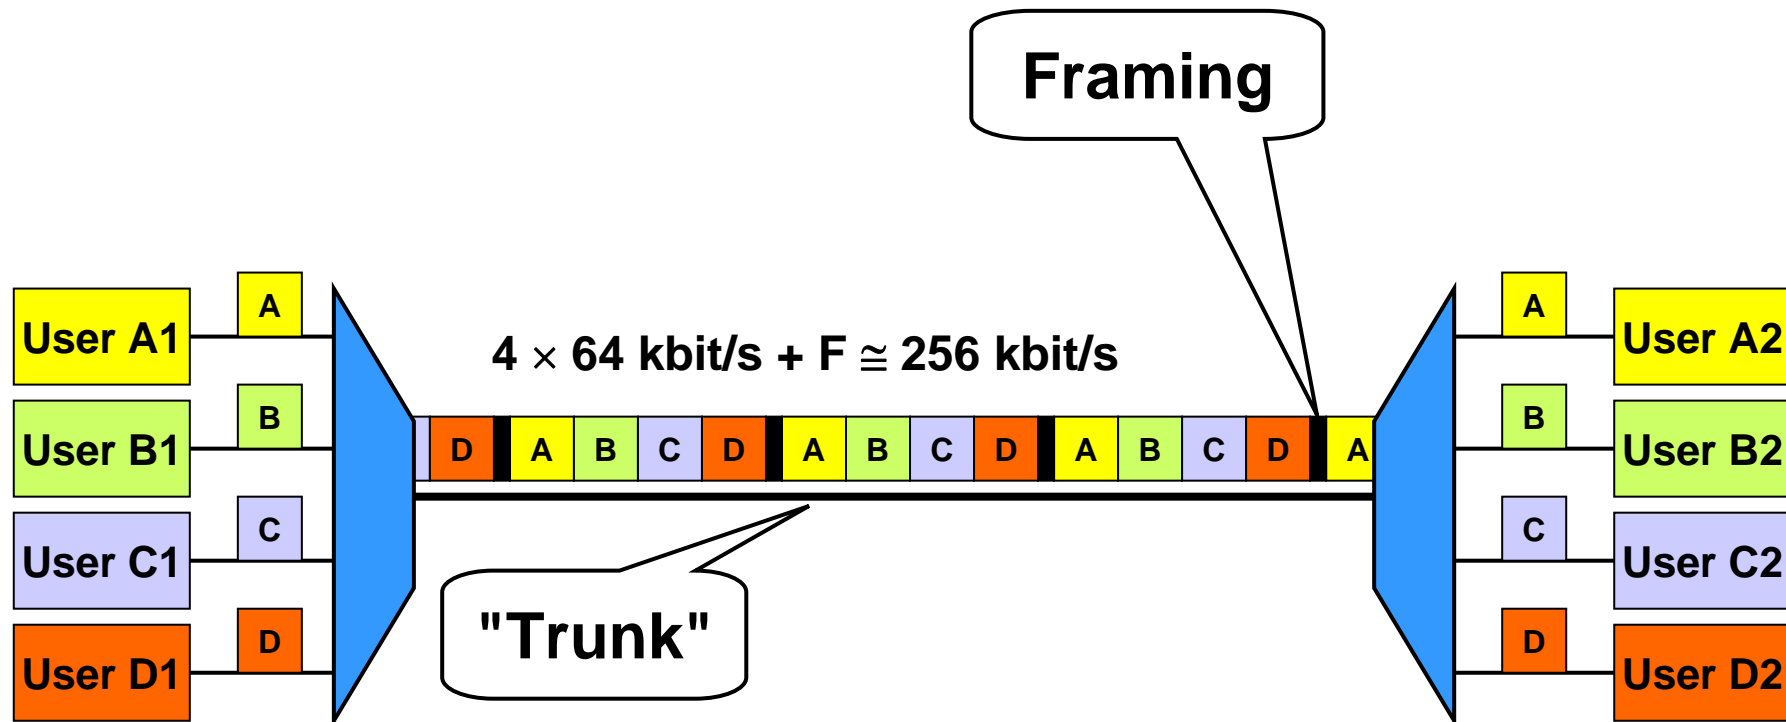 Framing
A
A
User A1
User A2
4 × 64 kbit/s + F ≅ 256 kbit/s
B
B
User B1
D A B C D A B C D A B C D A
User B2
C
C
User C1
User C2
"Trunk"
D
D
User D1
User D2